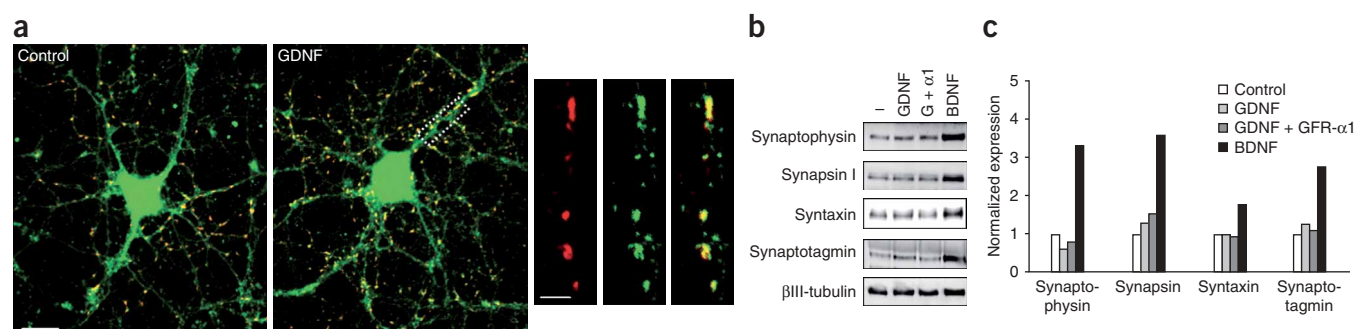 a
Control
GDNF
b
–
GDNF
G + α1
BDNF
Synaptophysin
Synapsin I
Syntaxin
Synaptotagmin
βIII-tubulin
c
Normalized expression
5
4
3
2
1
0
Control
GDNF
GDNF + GFR-α1
BDNF
Synapto-
physin
Synapsin
Syntaxin
Synapto-
tagmin